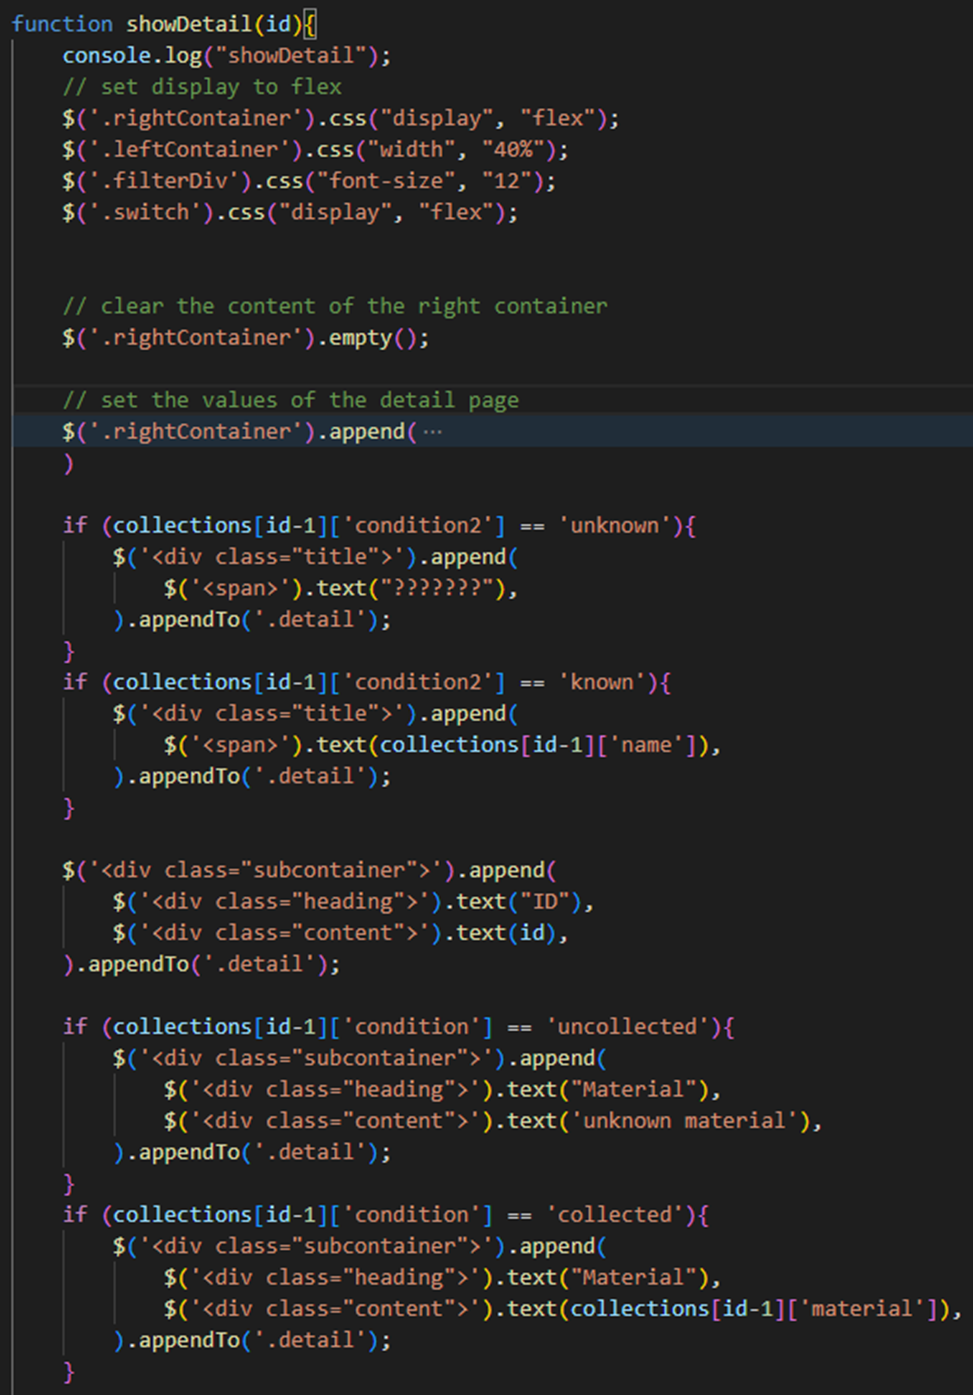 function showDetail(id){
    console.log("showDetail");
    // set display to flex
    $('.rightContainer').css("display", "flex");
    $('.leftContainer').css("width", "40%");
    $('.filterDiv').css("font-size", "12");
    $('.switch').css("display", "flex");
    // clear the content of the right container
    $('.rightContainer').empty();
    // set the values of the detail page
    $('.rightContainer').append( ···
    )
    if (collections[id-1]['condition2'] == 'unknown'){
        $('<div class="title">').append(
            $('<span>').text("???????"),
        ).appendTo('.detail');
    }
    if (collections[id-1]['condition2'] == 'known'){
        $('<div class="title">').append(
            $('<span>').text(collections[id-1]['name']),
        ).appendTo('.detail');
    }
    $('<div class="subcontainer">').append(
        $('<div class="heading">').text("ID"),
        $('<div class="content">').text(id),
    ).appendTo('.detail');
    if (collections[id-1]['condition'] == 'uncollected'){
        $('<div class="subcontainer">').append(
            $('<div class="heading">').text("Material"),
            $('<div class="content">').text('unknown material'),
        ).appendTo('.detail');
    }
    if (collections[id-1]['condition'] == 'collected'){
        $('<div class="subcontainer">').append(
            $('<div class="heading">').text("Material"),
            $('<div class="content">').text(collections[id-1]['material']),
        ).appendTo('.detail');
    }